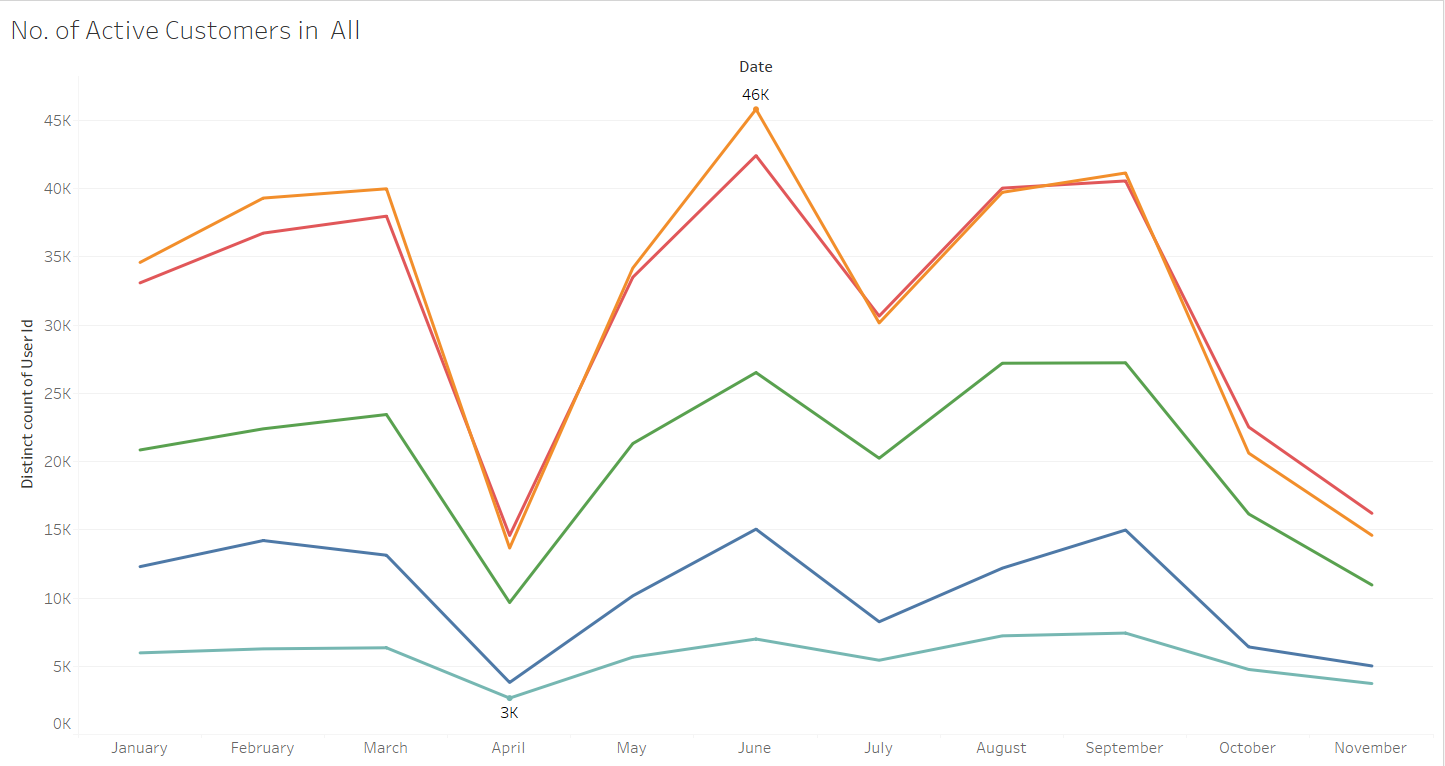 No. of Active Customers in All
Date
46K
45K
40K
35K
30K
25K
20K
15K
10K
5K
0K
Distinct count of User Id
3K
January February March April May June July August September October November